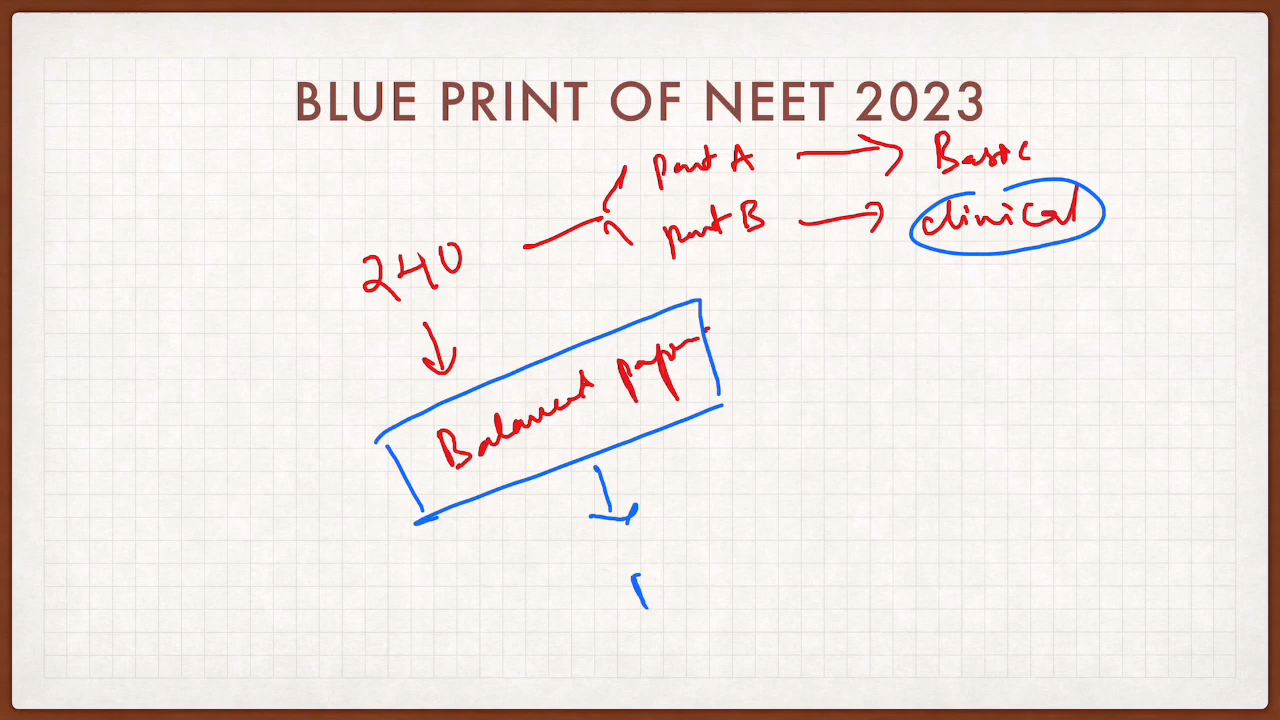 BLUE PRINT OF NEET 2023
part A → Basic
part B → clinical
240
Balanced paper